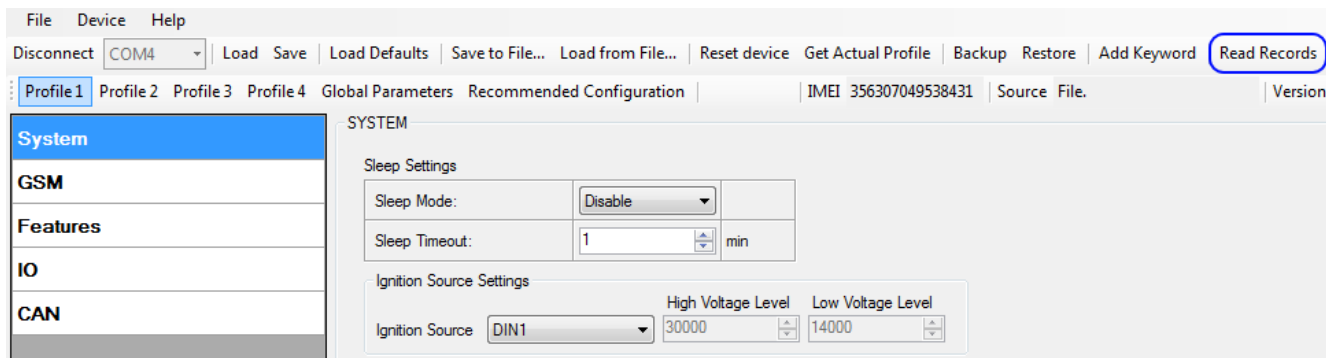 File Device Help
Disconnect COM4 Load Save Load Defaults Save to File... Load from File... Reset device Get Actual Profile Backup Restore Add Keyword Read Records
Profile 1 Profile 2 Profile 3 Profile 4 Global Parameters Recommended Configuration IMEI 356307049538431 Source File. Version
System
GSM
Features
IO
CAN
SYSTEM
Sleep Settings
Sleep Mode: Disable
Sleep Timeout: 1 min
Ignition Source Settings
High Voltage Level Low Voltage Level
Ignition Source DIN1 30000 14000